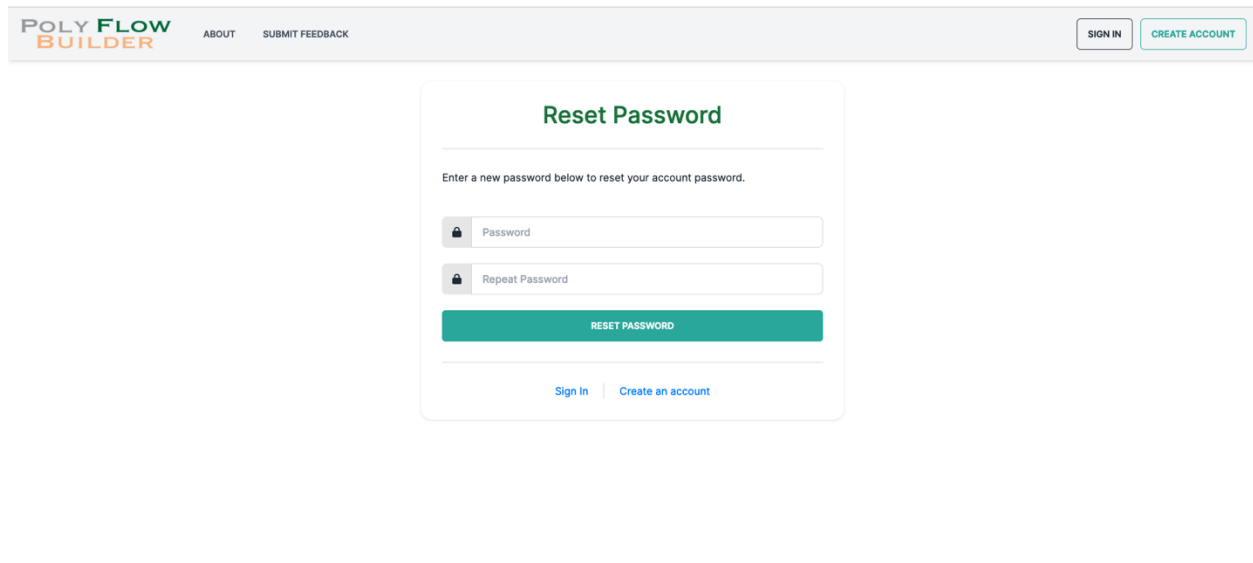 POLY FLOW
BUILDER
ABOUT
SUBMIT FEEDBACK
SIGN IN
CREATE ACCOUNT
Reset Password
Enter a new password below to reset your account password.
Password
Repeat Password
RESET PASSWORD
Sign In
Create an account